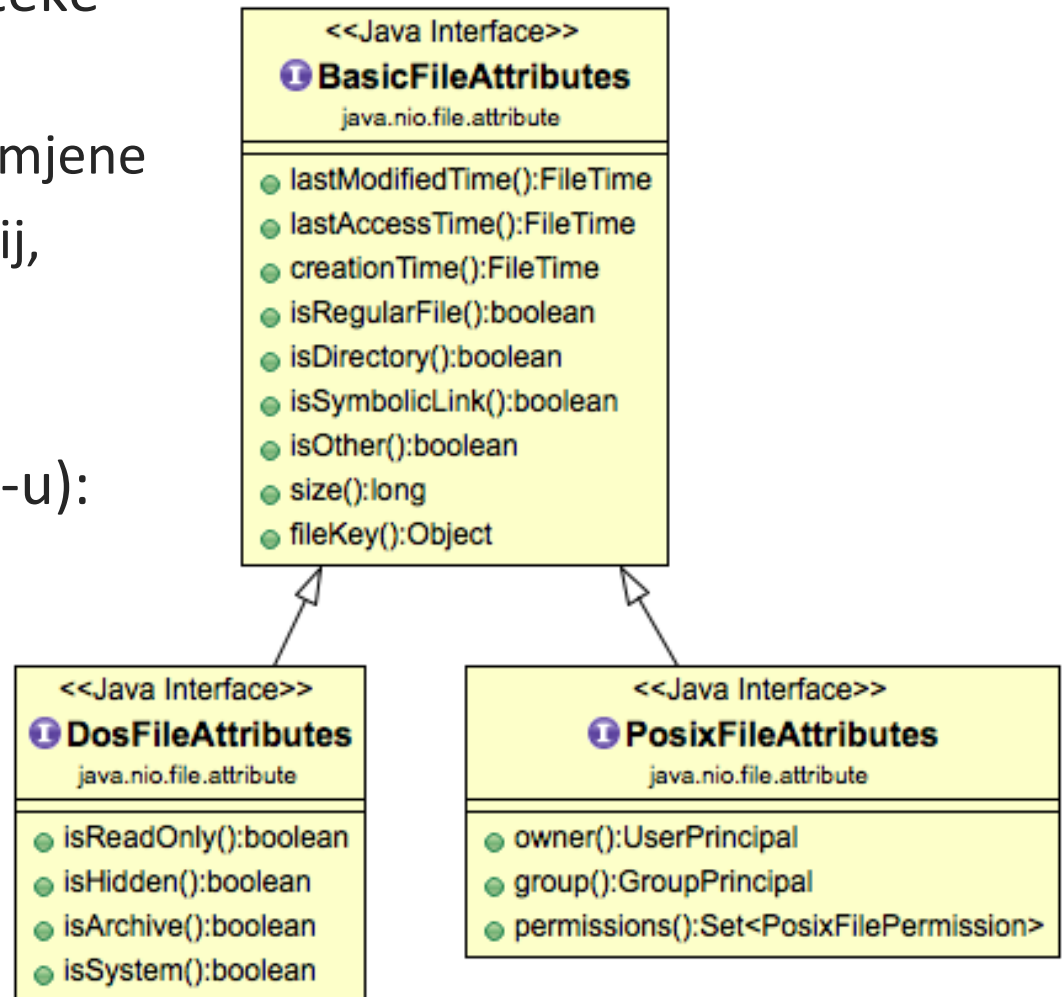 mjene
ij,
-u):
<<Java Interface>>
BasicFileAttributes
java.nio.file.attribute
lastModifiedTime():FileTime
lastAccessTime():FileTime
creationTime():FileTime
isRegularFile():boolean
isDirectory():boolean
isSymbolicLink():boolean
isOther():boolean
size():long
fileKey():Object
<<Java Interface>>
DosFileAttributes
java.nio.file.attribute
isReadOnly():boolean
isHidden():boolean
isArchive():boolean
isSystem():boolean
<<Java Interface>>
PosixFileAttributes
java.nio.file.attribute
owner():UserPrincipal
group():GroupPrincipal
permissions():Set<PosixFilePermission>